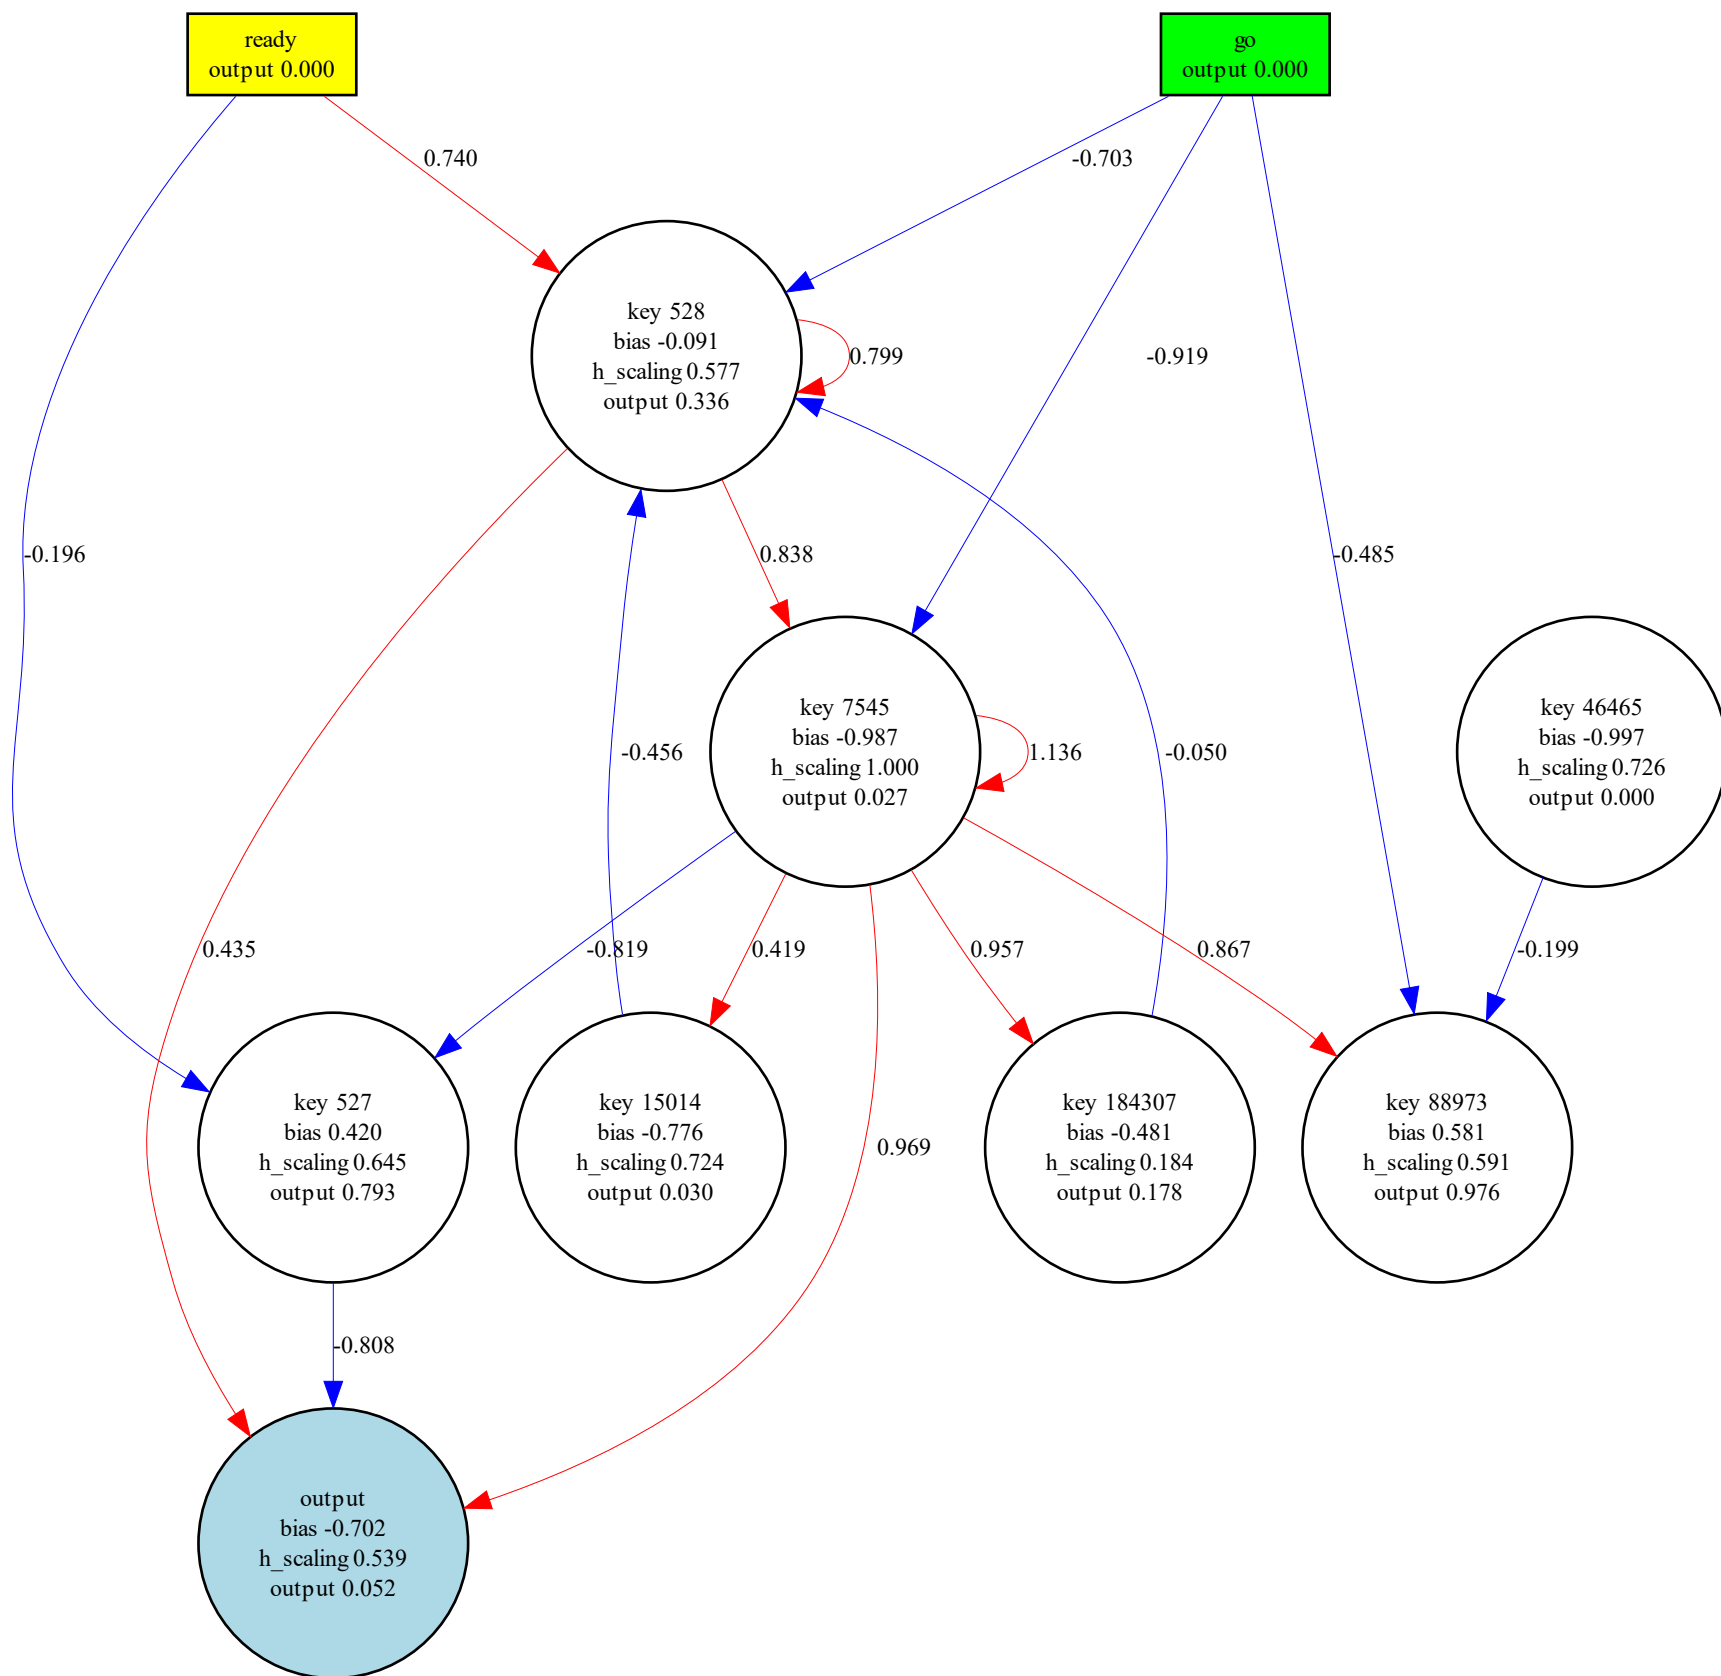 ready
output 0.000
go
output 0.000
0.740
-0.703
key 528
bias -0.091
h_scaling 0.577
output 0.336
0.799
-0.919
-0.196
0.838
-0.485
key 7545
bias -0.987
h_scaling 1.000
output 0.027
1.136
-0.456
-0.050
key 46465
bias -0.997
h_scaling 0.726
output 0.000
0.435
-0.819
0.419
0.957
0.867
-0.199
key 527
bias 0.420
h_scaling 0.645
output 0.793
key 15014
bias -0.776
h_scaling 0.724
output 0.030
0.969
key 184307
bias -0.481
h_scaling 0.184
output 0.178
key 88973
bias 0.581
h_scaling 0.591
output 0.976
-0.808
output
bias -0.702
h_scaling 0.539
output 0.052